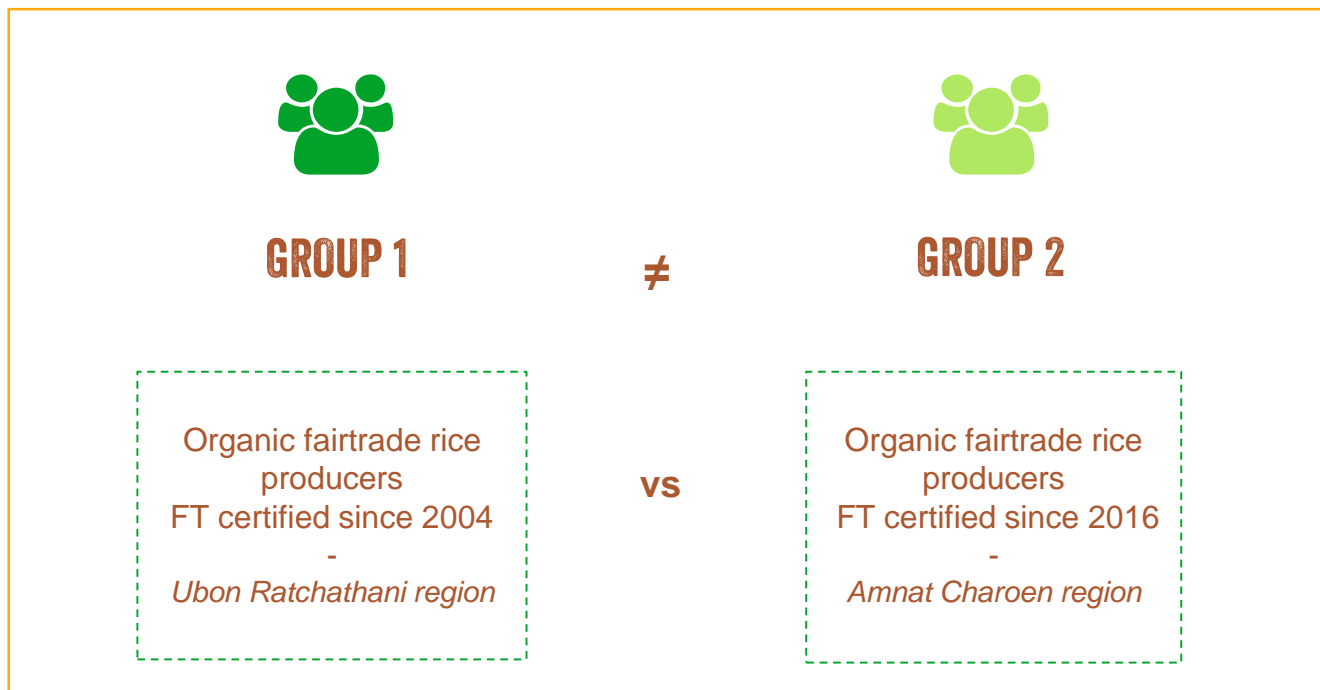 GROUP 1
≠
GROUP 2
Organic fairtrade rice
producers
FT certified since 2004
-
Ubon Ratchathani region
vs
Organic fairtrade rice
producers
FT certified since 2016
-
Amnat Charoen region